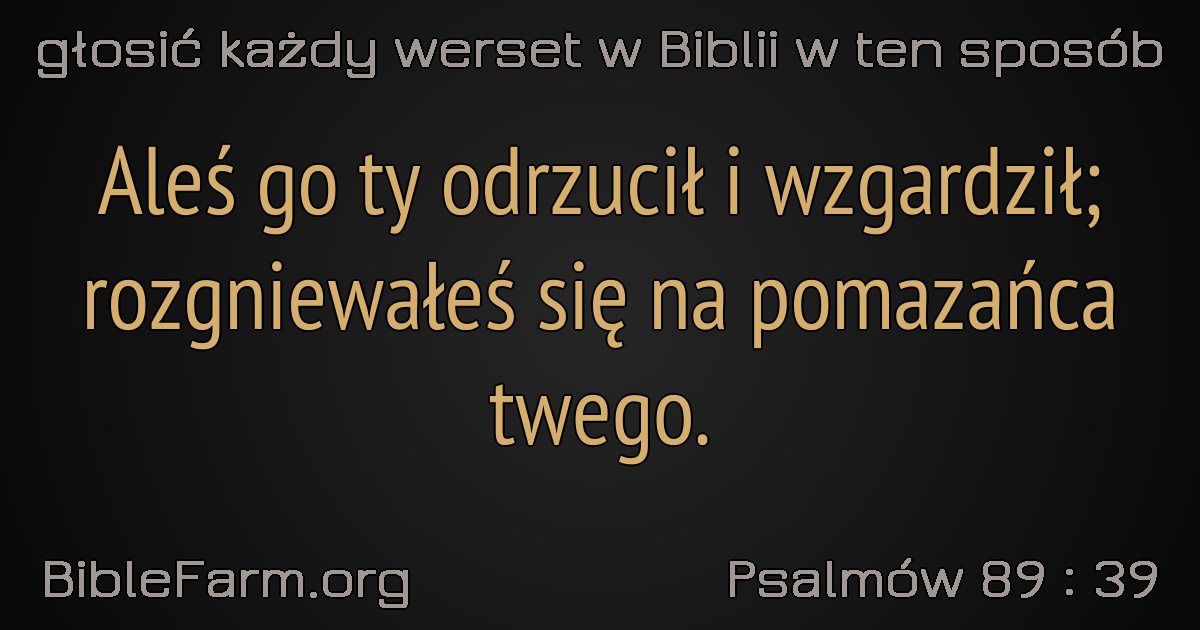 głosić każdy werset w Biblii w ten sposób
Aleś go ty odrzucił i wzgardził;
rozgniewałeś się na pomazańca
twego.
BibleFarm.org
Psalmów 89 : 39